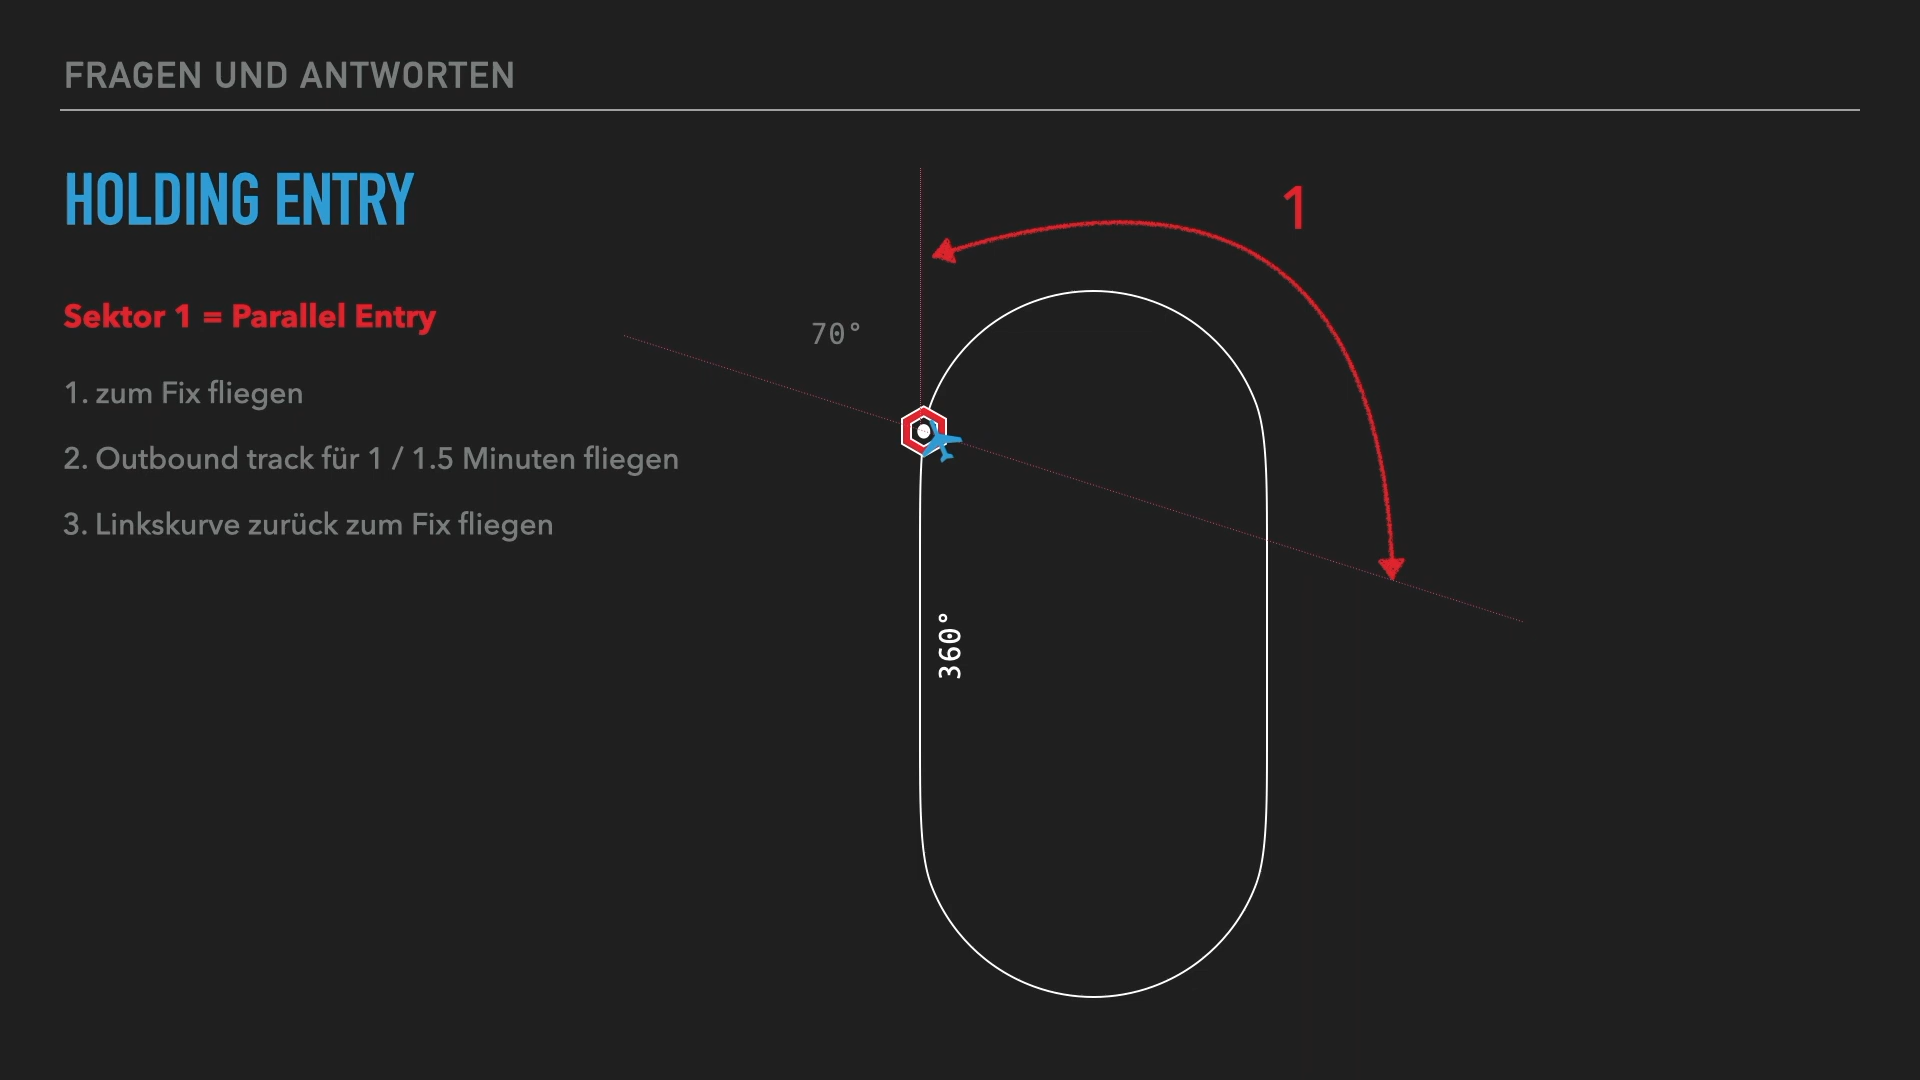 FRAGEN UND ANTWORTEN
HOLDING ENTRY
1
Sektor 1 = Parallel Entry
70°
1. zum Fix fliegen
2. Outbound track für 1 / 1.5 Minuten fliegen
3. Linkskurve zurück zum Fix fliegen
360°